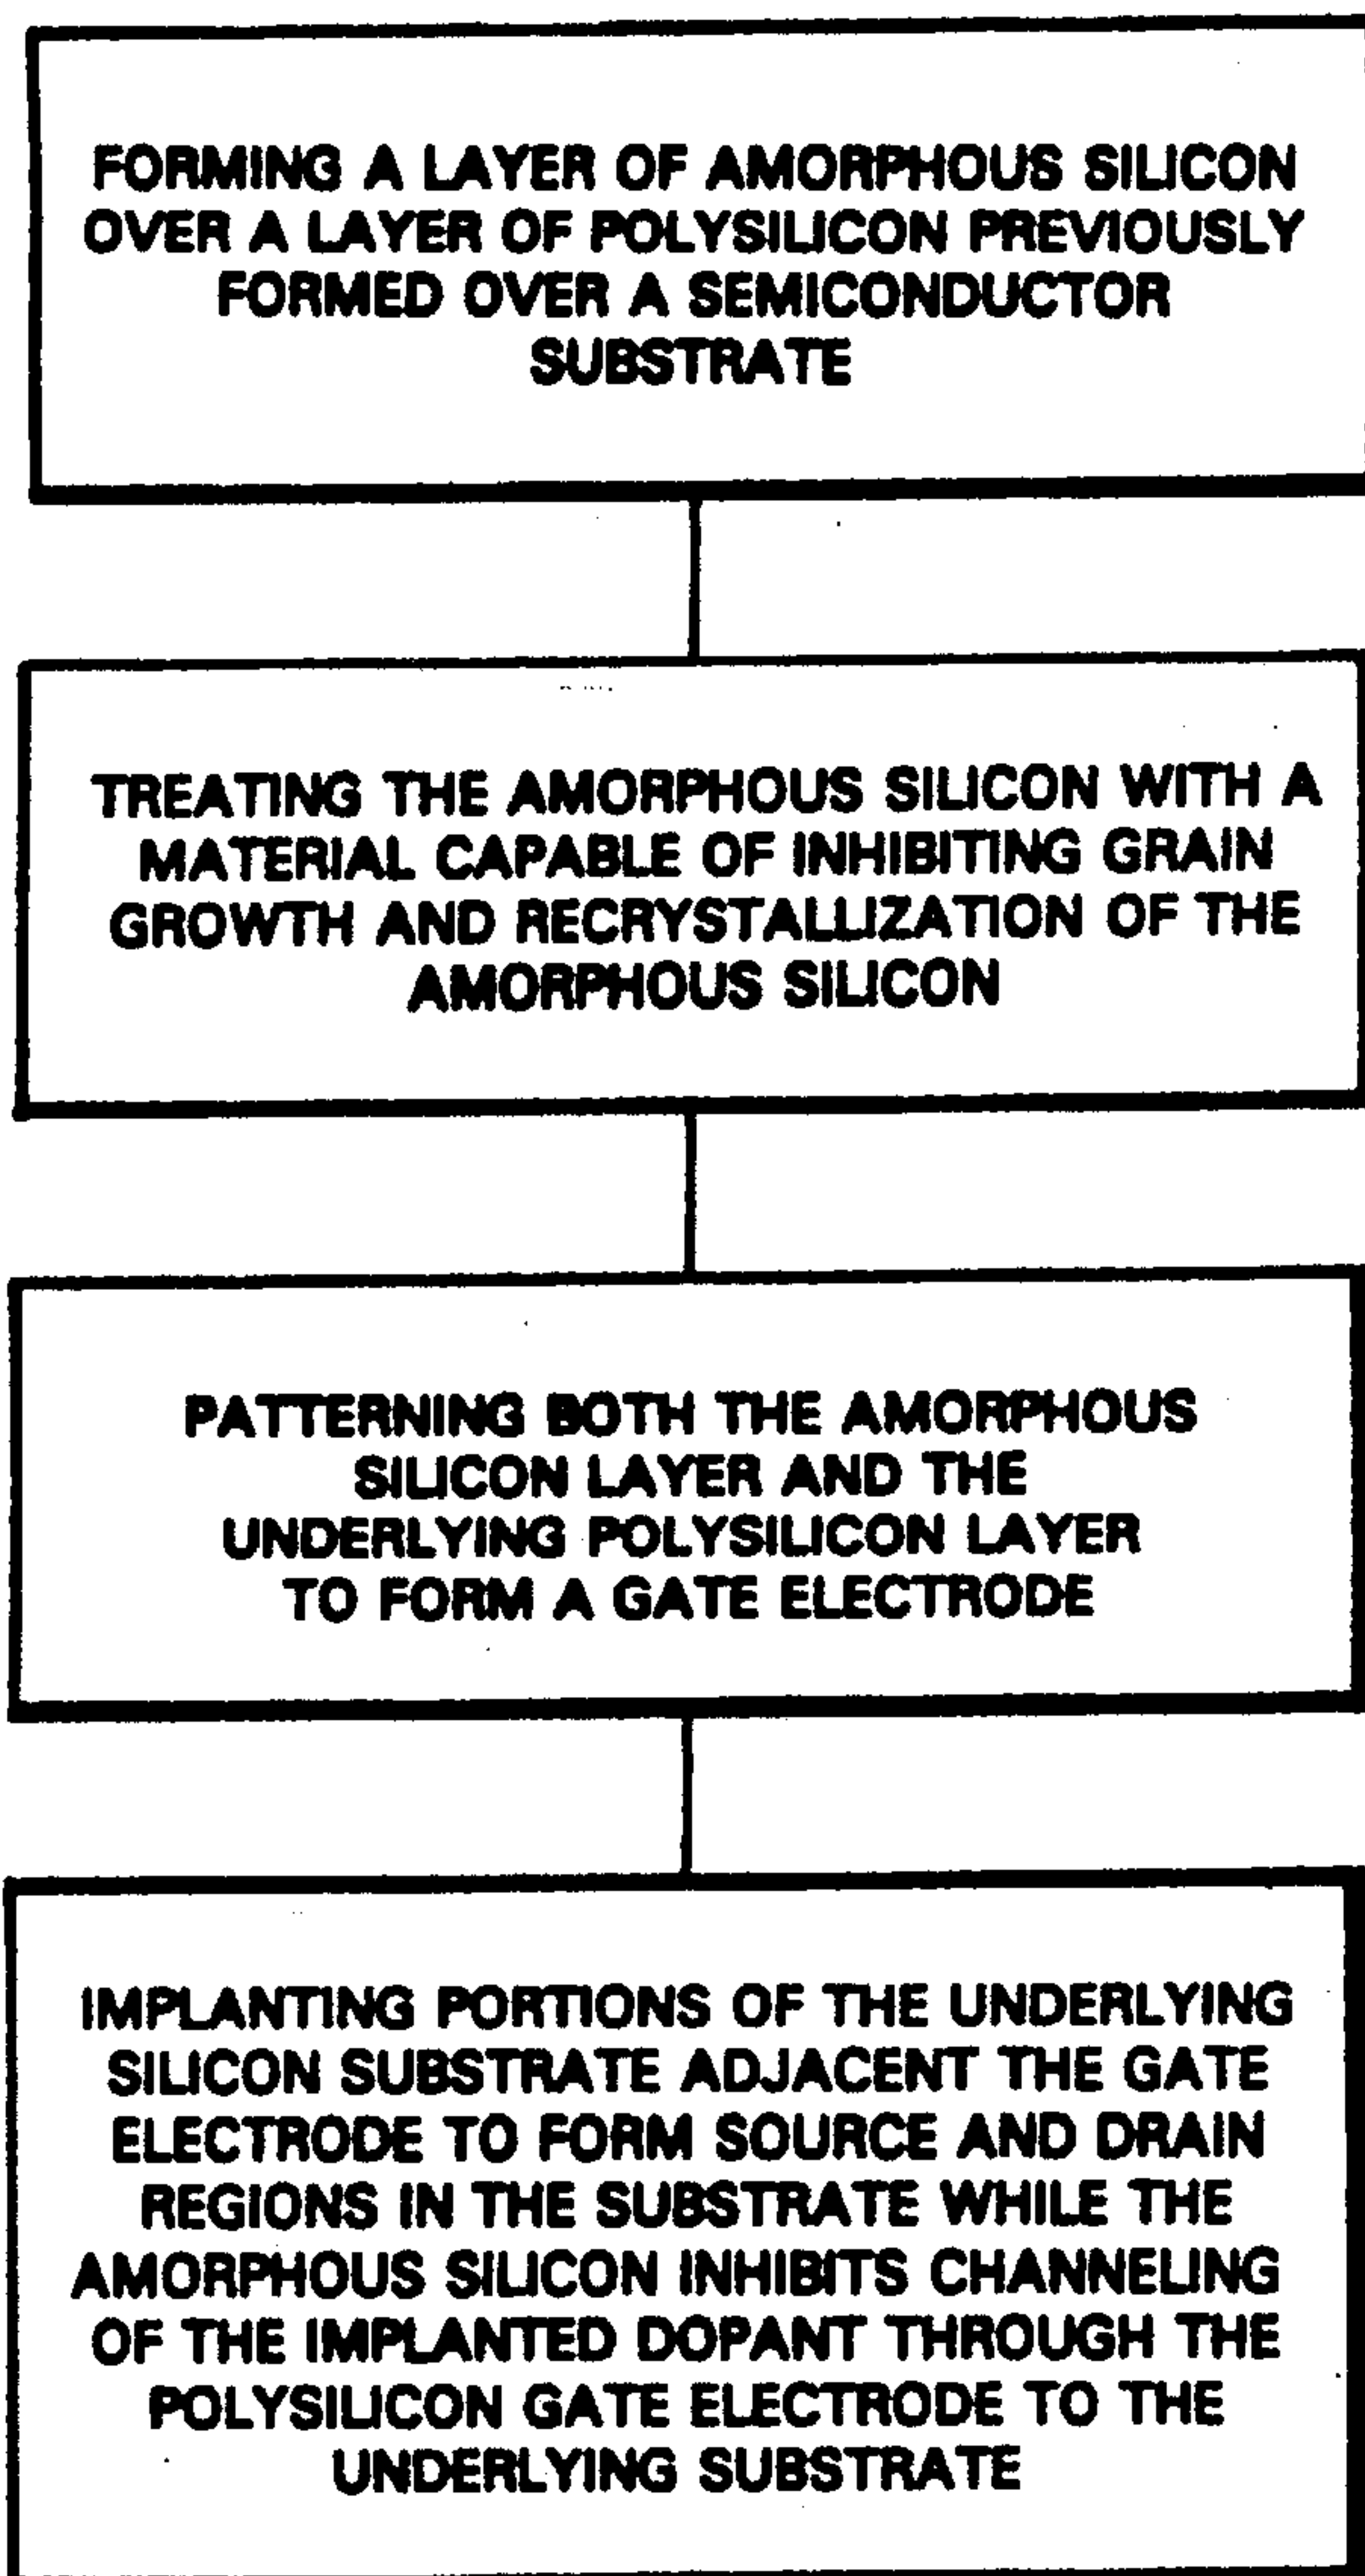 FORMING A LAYER OF AMORPHOUS SILICON
OVER A LAYER OF POLYSILICON PREVIOUSLY
FORMED OVER A SEMICONDUCTOR
SUBSTRATE
TREATING THE AMORPHOUS SILICON WITH A
MATERIAL CAPABLE OF INHIBITING GRAIN
GROWTH AND RECRYSTALLIZATION OF THE
AMORPHOUS SILICON
PATTERNING BOTH THE AMORPHOUS
SILICON LAYER AND THE
UNDERLYING POLYSILICON LAYER
TO FORM A GATE ELECTRODE
IMPLANTING PORTIONS OF THE UNDERLYING
SILICON SUBSTRATE ADJACENT THE GATE
ELECTRODE TO FORM SOURCE AND DRAIN
REGIONS IN THE SUBSTRATE WHILE THE
AMORPHOUS SILICON INHIBITS CHANNELING
OF THE IMPLANTED DOPANT THROUGH THE
POLYSILICON GATE ELECTRODE TO THE
UNDERLYING SUBSTRATE